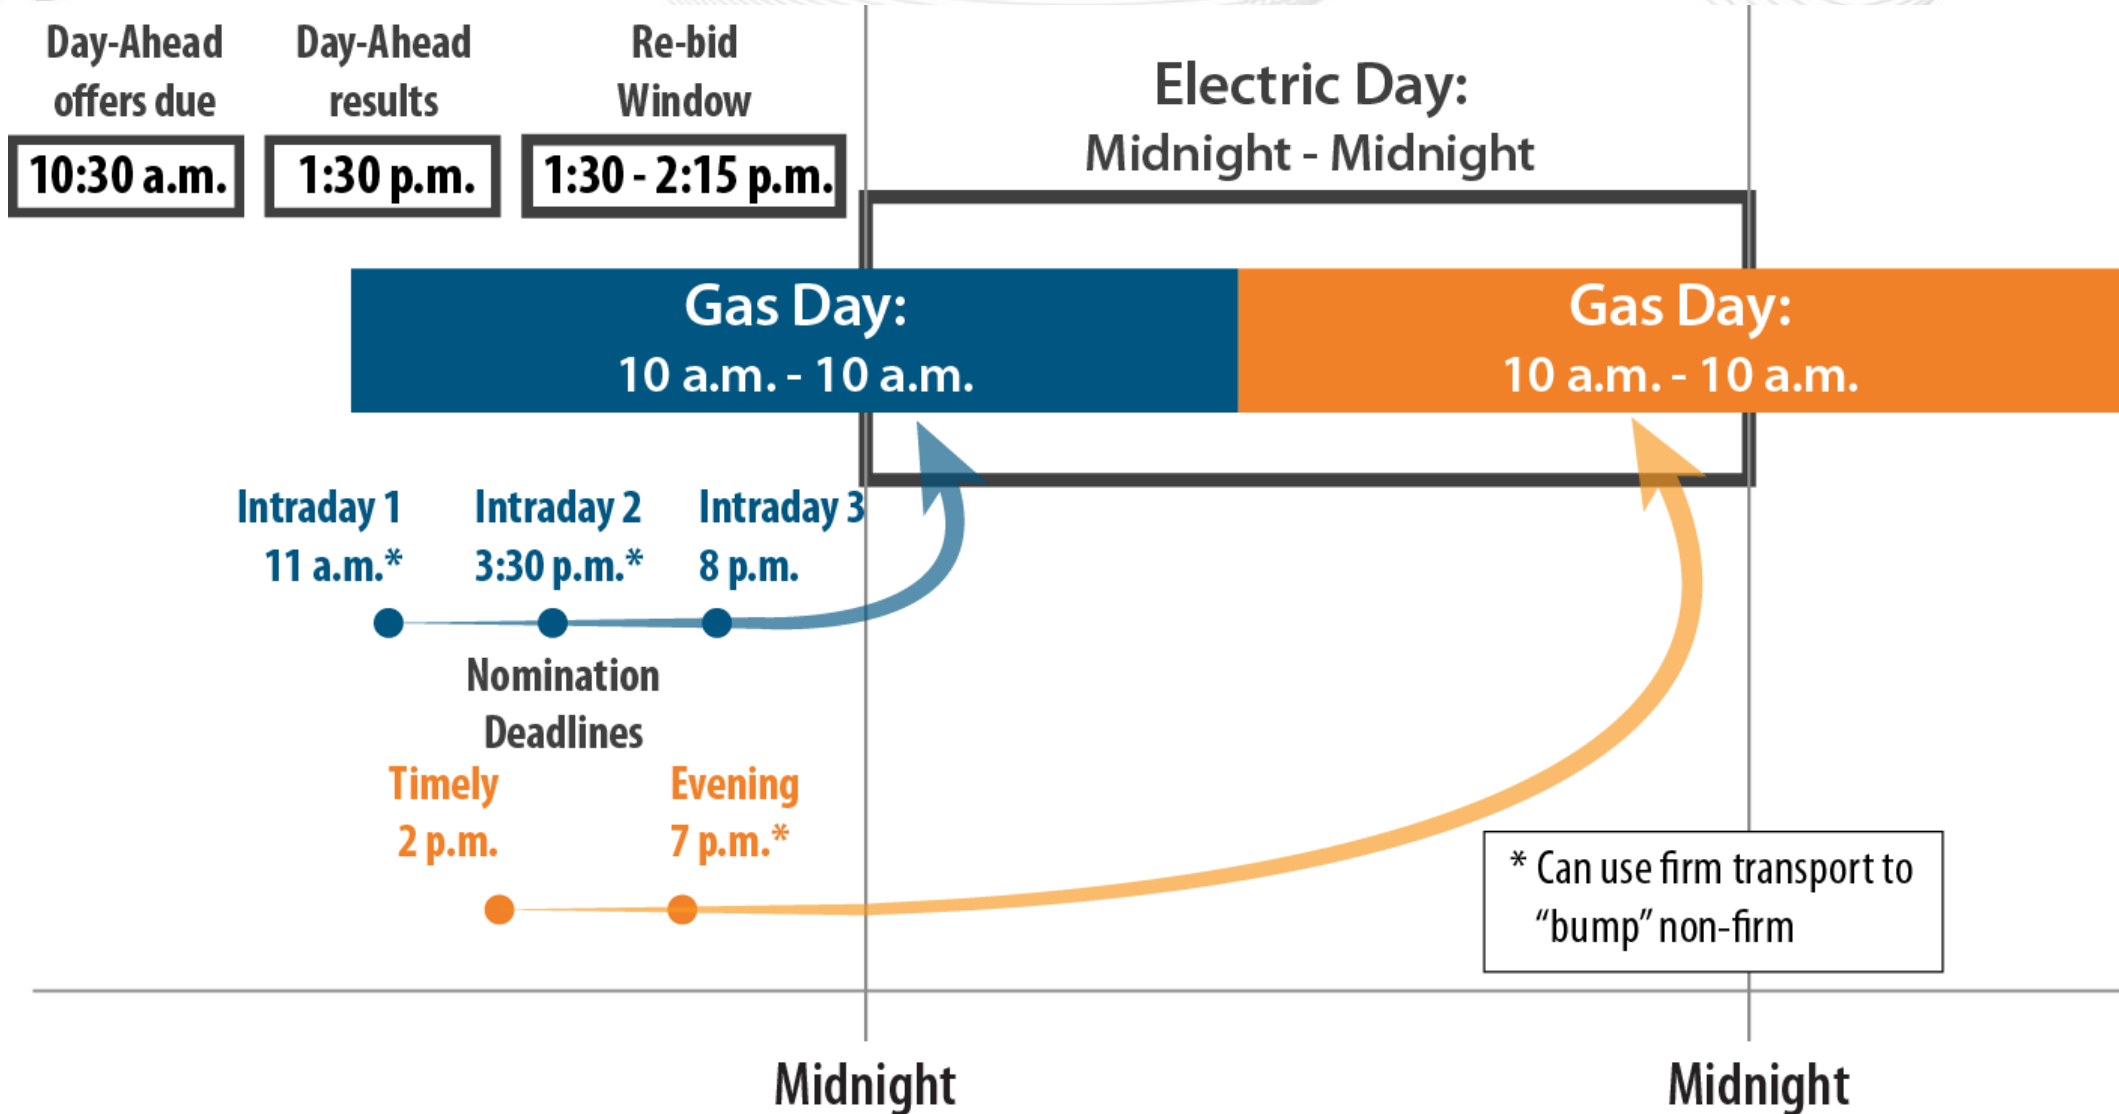 Day-Ahead
offers due
10:30 a.m.
Day-Ahead
results
1:30 p.m.
Re-bid
Window
1:30 - 2:15 p.m.
Electric Day:
Midnight - Midnight
Gas Day:
10 a.m. - 10 a.m.
Gas Day:
10 a.m. - 10 a.m.
Intraday 1
11 a.m.*
Intraday 2
3:30 p.m.*
Intraday 3
8 p.m.
Nomination
Deadlines
Timely
2 p.m.
Evening
7 p.m.*
* Can use firm transport to
“bump” non-firm
Midnight
Midnight